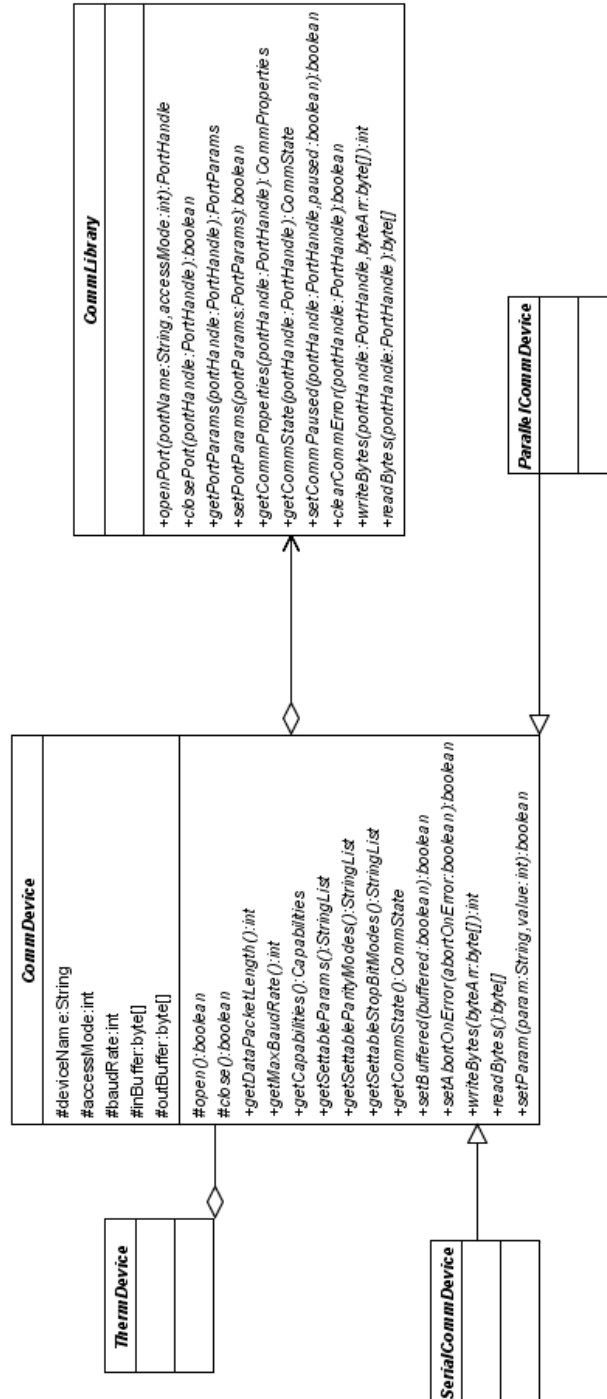 CommLibrary
+openPort(portName:String,accessMode:int):PortHandle
+closePort(portHandle:PortHandle):boolean
+getPortParams(portHandle:PortHandle):PortParams
+setPortParams(portParams:PortParams):boolean
+getCommProperties(portHandle:PortHandle):CommProperties
+getCommState(portHandle:PortHandle):CommState
+setCommPaused(portHandle:PortHandle,paused:boolean):boolean
+clearCommError(portHandle:PortHandle):boolean
+writeBytes(portHandle:PortHandle,byteArr:byte[]):int
+readBytes(portHandle:PortHandle):byte[]
ParallelCommDevice
CommDevice
#deviceName:String
#accessMode:int
#baudRate:int
#inBuffer:byte[]
#outBuffer:byte[]
#open():boolean
#close():boolean
+getDataPacketLength():int
+getMaxBaudRate():int
+getCapabilities():Capabilities
+getSettableParams():StringList
+getSettableParityModes():StringList
+getSettableStopBitModes():StringList
+getCommState():CommState
+setBuffered(buffered:boolean):boolean
+setAbortOnError(abortOnError:boolean):boolean
+writeBytes(byteArr:byte[]):int
+readBytes():byte[]
+setParam(param:String,value:int):boolean
ThermDevice
SerialCommDevice